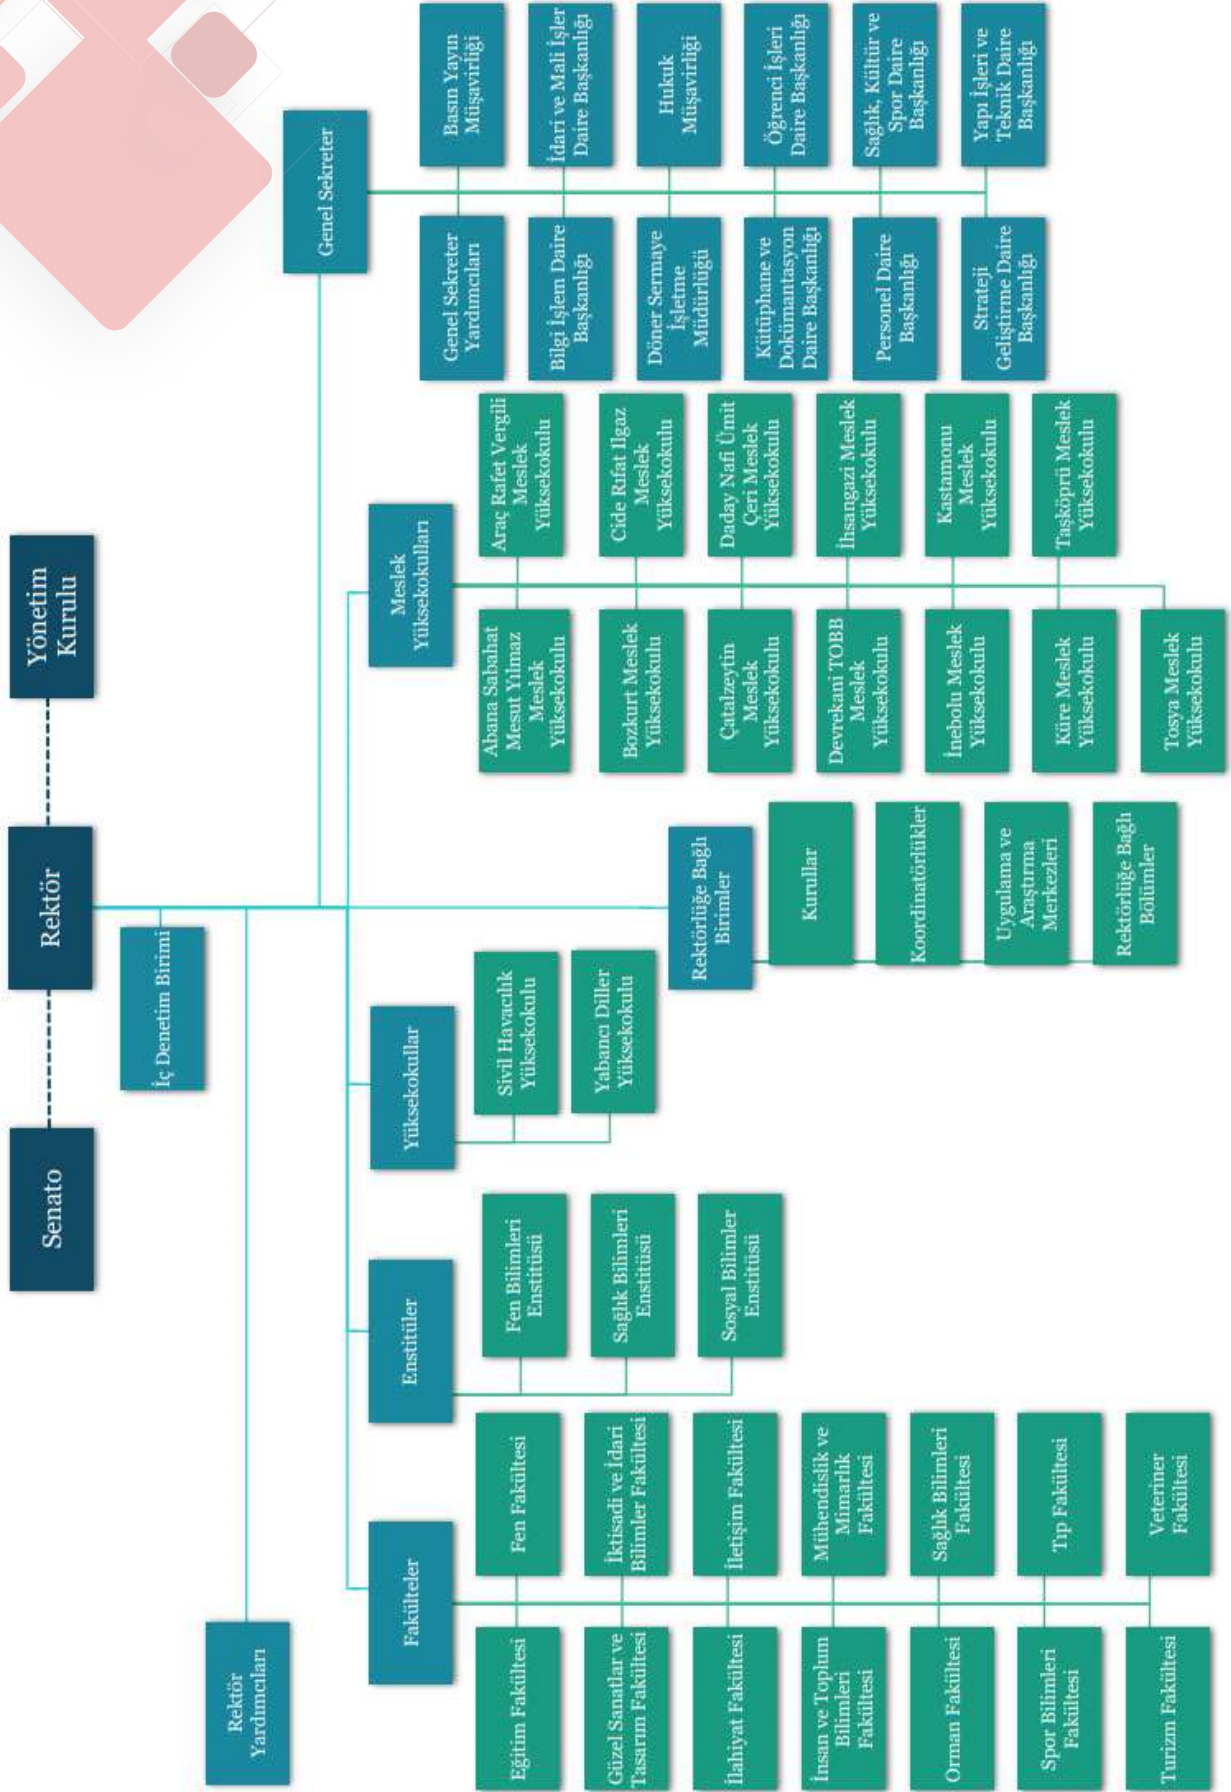 Senato
Rektör
Yönetim
Kurulu
İç Denetim Birimi
Rektör
Yardımcıları
Genel Sekreter
Fakülteler
Eğitim Fakültesi
Fen Fakültesi
Güzel Sanatlar ve
Tasarım Fakültesi
İktisadi ve İdari
Bilimler Fakültesi
İlahiyat Fakültesi
İletişim Fakültesi
İnsan ve Toplum
Bilimleri
Fakültesi
Mühendislik ve
Mimarlık
Fakültesi
Orman Fakültesi
Sağlık Bilimleri
Fakültesi
Spor Bilimleri
Fakültesi
Tıp Fakültesi
Turizm Fakültesi
Veteriner
Fakültesi
Enstitüler
Fen Bilimleri
Enstitüsü
Sağlık Bilimleri
Enstitüsü
Sosyal Bilimler
Enstitüsü
Yüksekokullar
Sivil Havacılık
Yüksekokulu
Yabancı Diller
Yüksekokulu
Rektörlüğe Bağlı
Birimler
Kurullar
Koordinatörlükler
Uygulama ve
Araştırma
Merkezleri
Rektörlüğe Bağlı
Bölümler
Meslek
Yüksekokulları
Abana Sabahat
Mesut Yılmaz
Meslek
Yüksekokulu
Araç Rafet Vergili
Meslek
Yüksekokulu
Bozkurt Meslek
Yüksekokulu
Cide Rıfat Ilgaz
Meslek
Yüksekokulu
Çatalzeytin
Meslek
Yüksekokulu
Daday Nafi Ümit
Çeri Meslek
Yüksekokulu
Devrekani TOBB
Meslek
Yüksekokulu
İhsangazi Meslek
Yüksekokulu
İnebolu Meslek
Yüksekokulu
Kastamonu
Meslek
Yüksekokulu
Küre Meslek
Yüksekokulu
Taşköprü Meslek
Yüksekokulu
Tosya Meslek
Yüksekokulu
Genel Sekreter
Yardımcıları
Basın Yayın
Müşavirliği
Bilgi İşlem Daire
Başkanlığı
İdari ve Mali İşler
Daire Başkanlığı
Döner Sermaye
İşletme
Müdürlüğü
Hukuk
Müşavirliği
Kütüphane ve
Dokümantasyon
Daire Başkanlığı
Öğrenci İşleri
Daire Başkanlığı
Personel Daire
Başkanlığı
Sağlık, Kültür ve
Spor Daire
Başkanlığı
Strateji
Geliştirme Daire
Başkanlığı
Yapı İşleri ve
Teknik Daire
Başkanlığı